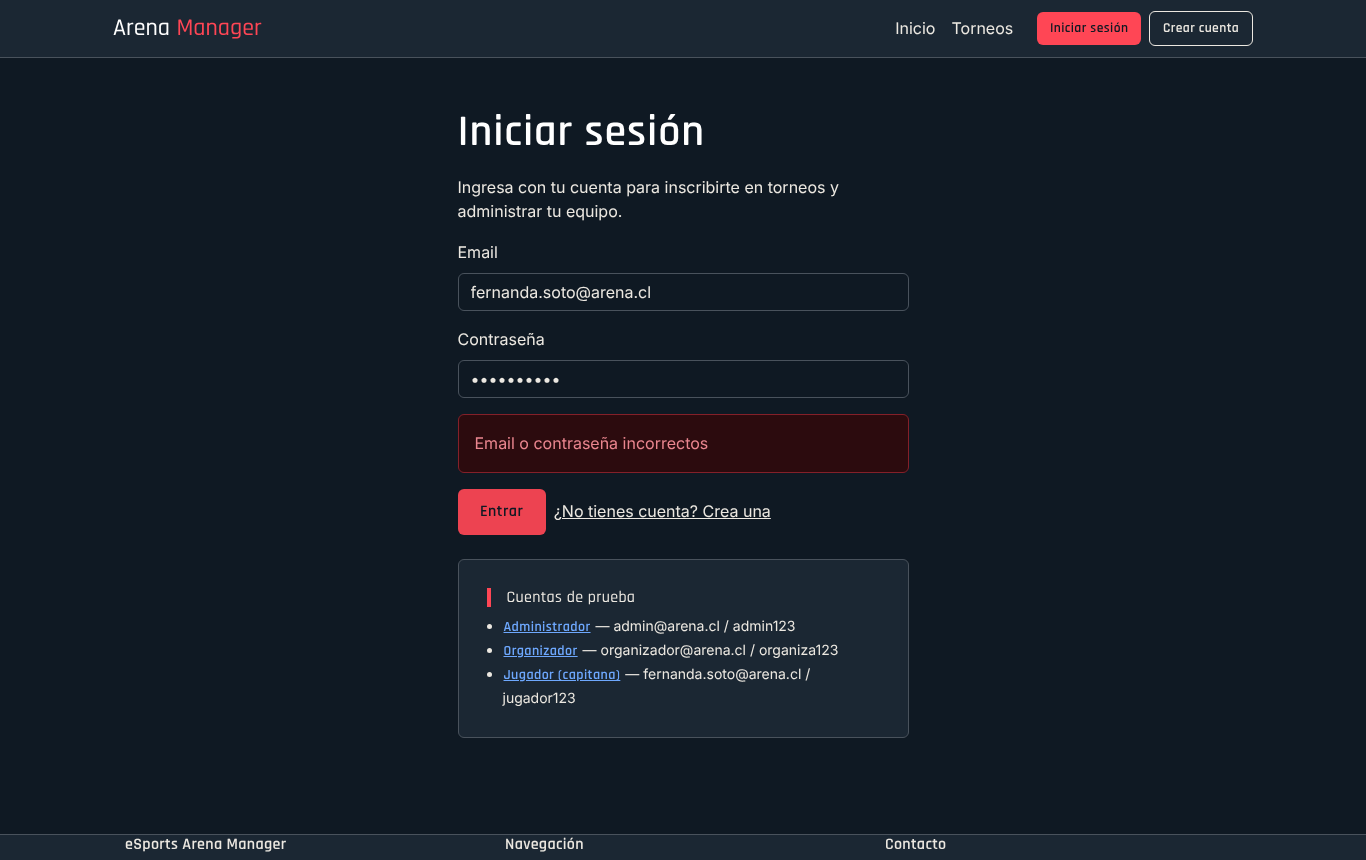 Arena Manager
Inicio
Torneos
Iniciar sesión
Crear cuenta
Iniciar sesión
Ingresa con tu cuenta para inscribirte en torneos y
administrar tu equipo.
Email
fernanda.soto@arena.cl
Contraseña
••••••••••
Email o contraseña incorrectos
Entrar
¿No tienes cuenta? Crea una
Cuentas de prueba
Administrador — admin@arena.cl / admin123
Organizador — organizador@arena.cl / organiza123
Jugador (capitana) — fernanda.soto@arena.cl /
jugador123
eSports Arena Manager
Navegación
Contacto